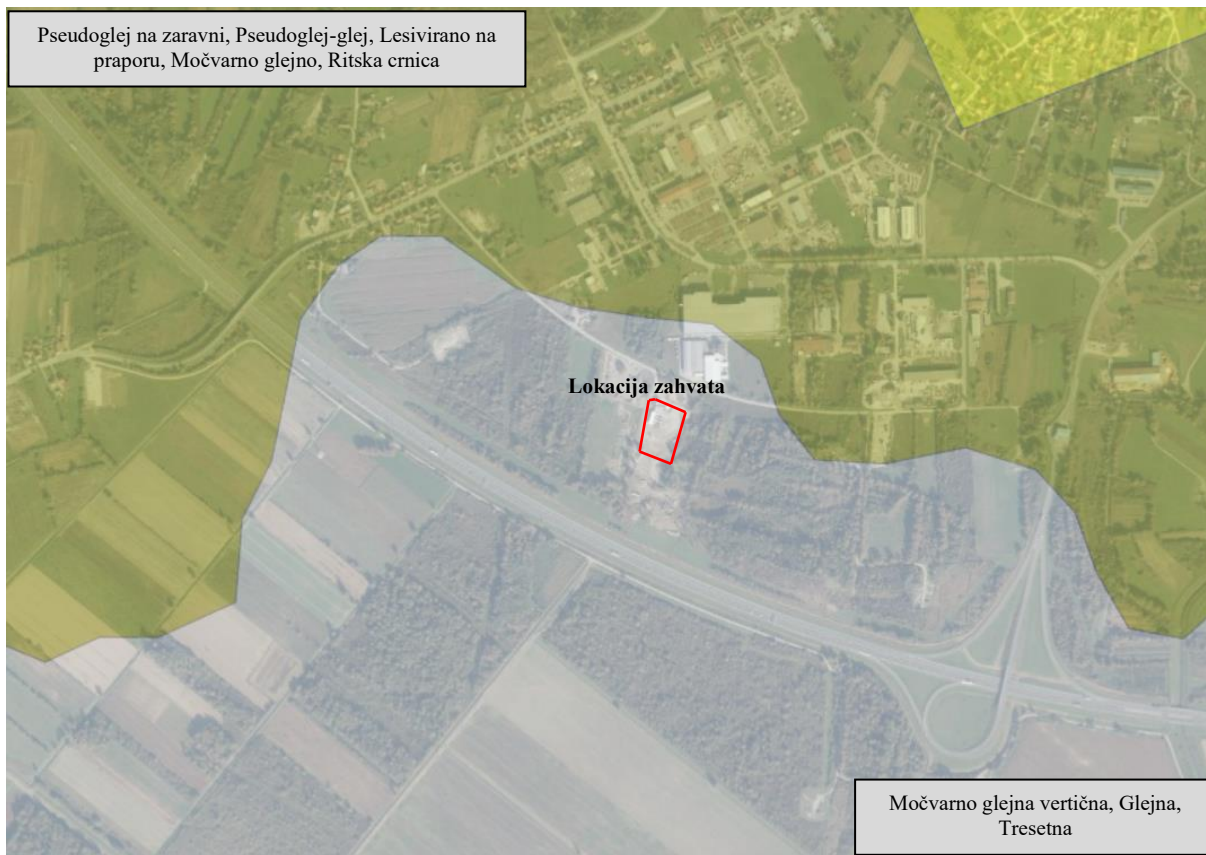 Pseudoglej na zaravni, Pseudoglej-glej, Lesivirano na
praporu, Močvarno glejno, Ritska crnica
Lokacija zahvata
Močvarno glejna vertična, Glejna,
Tresetna